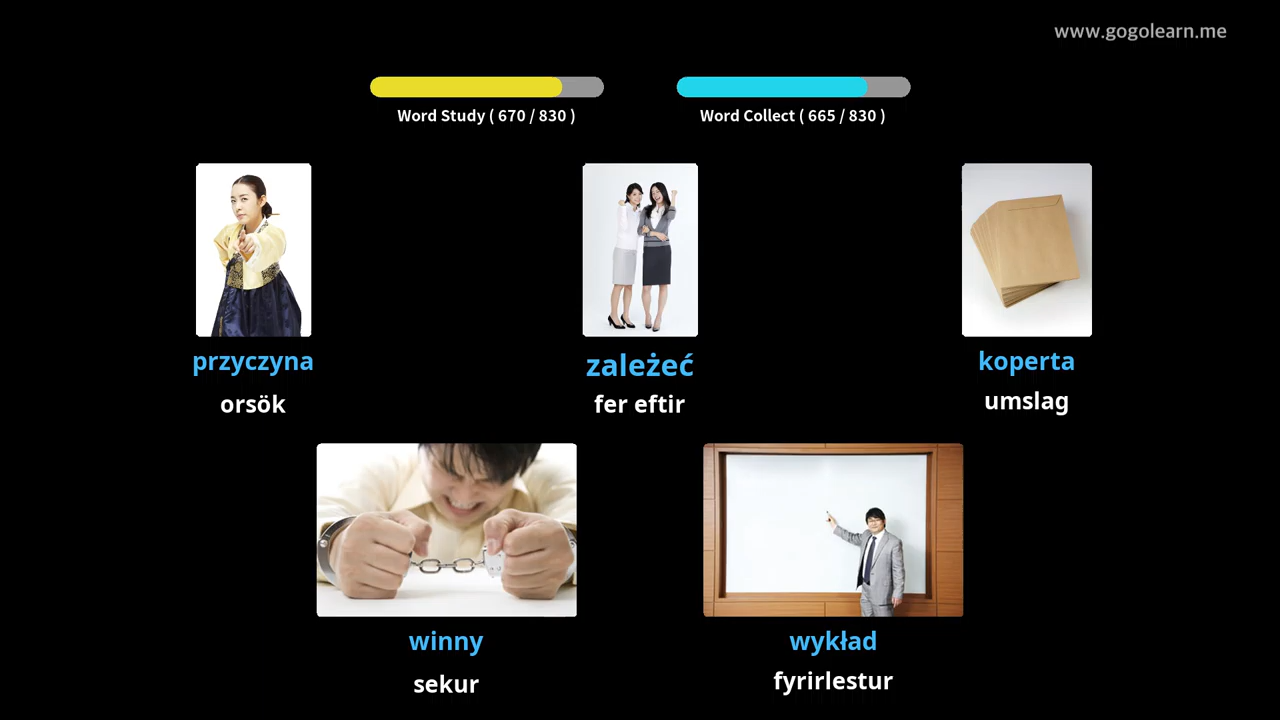 www.gogolearn.me
Word Study ( 670 / 830 )
Word Collect ( 665 / 830 )
przyczyna
orsök
zależeć
fer eftir
koperta
umslag
winny
sekur
wykład
fyrirlestur